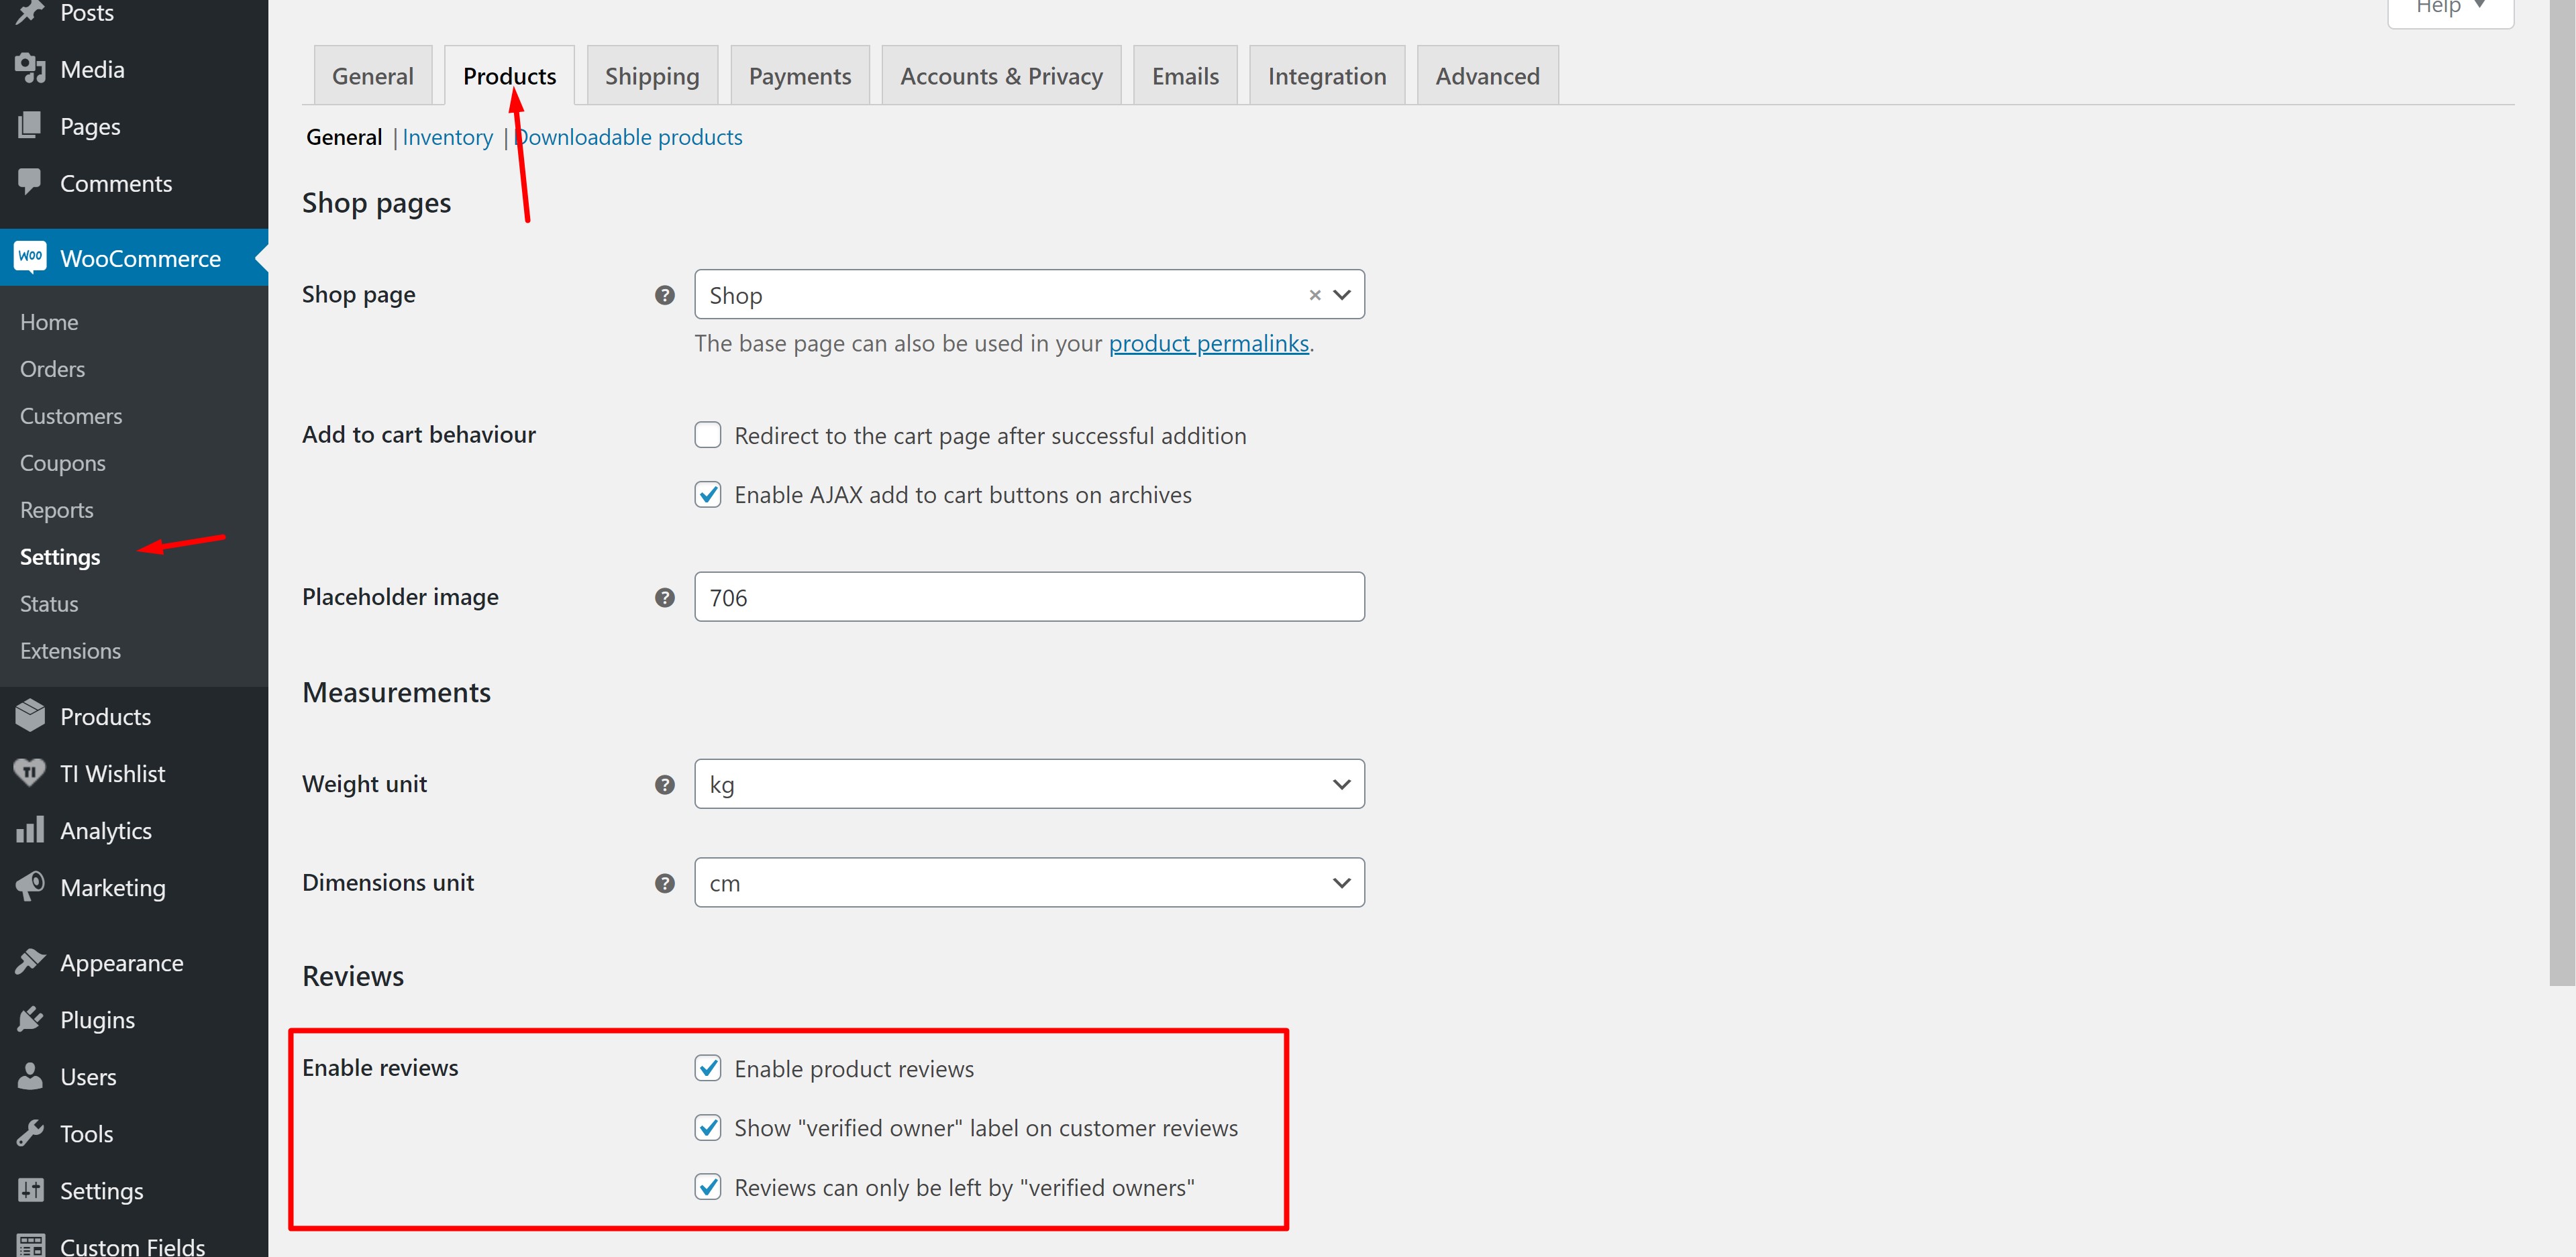 Posts
Media
Pages
Comments
WOO WooCommerce
Home
Orders
Customers
Coupons
Reports
Settings
Status
Extensions
Products
TI TI Wishlist
Analytics
Marketing
Appearance
Plugins
Users
Tools
Settings
Custom Fields
Help
General Products Shipping Payments Accounts & Privacy Emails Integration Advanced
General | Inventory | Downloadable products
Shop pages
Shop page ? Shop ×
The base page can also be used in your product permalinks.
Add to cart behaviour Redirect to the cart page after successful addition
Enable AJAX add to cart buttons on archives
Placeholder image ? 706
Measurements
Weight unit ? kg
Dimensions unit ? cm
Reviews
Enable reviews Enable product reviews
Show "verified owner" label on customer reviews
Reviews can only be left by "verified owners"